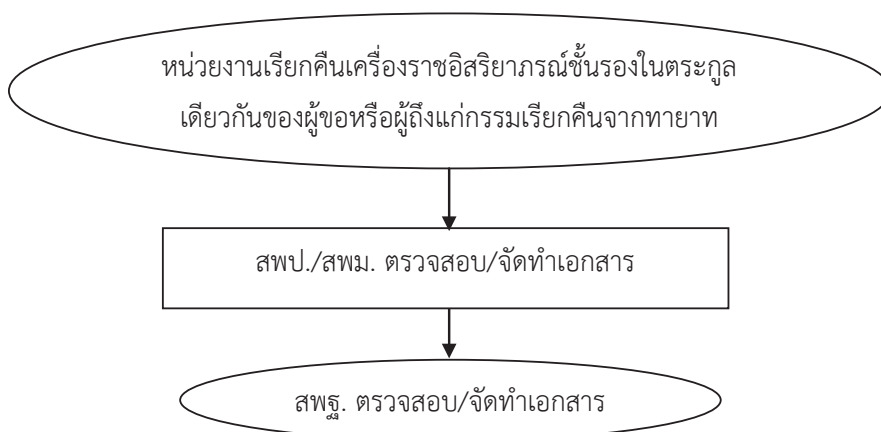 หน่วยงานเรียกคืนเครื่องราชอิสริยาภรณ์ชั้นรองในตระกูล
เดียวกันของผู้ขอหรือผู้ถึงแก่กรรมเรียกคืนจากทายาท
สพป./สพม. ตรวจสอบ/จัดทำเอกสาร
สพฐ. ตรวจสอบ/จัดทำเอกสาร